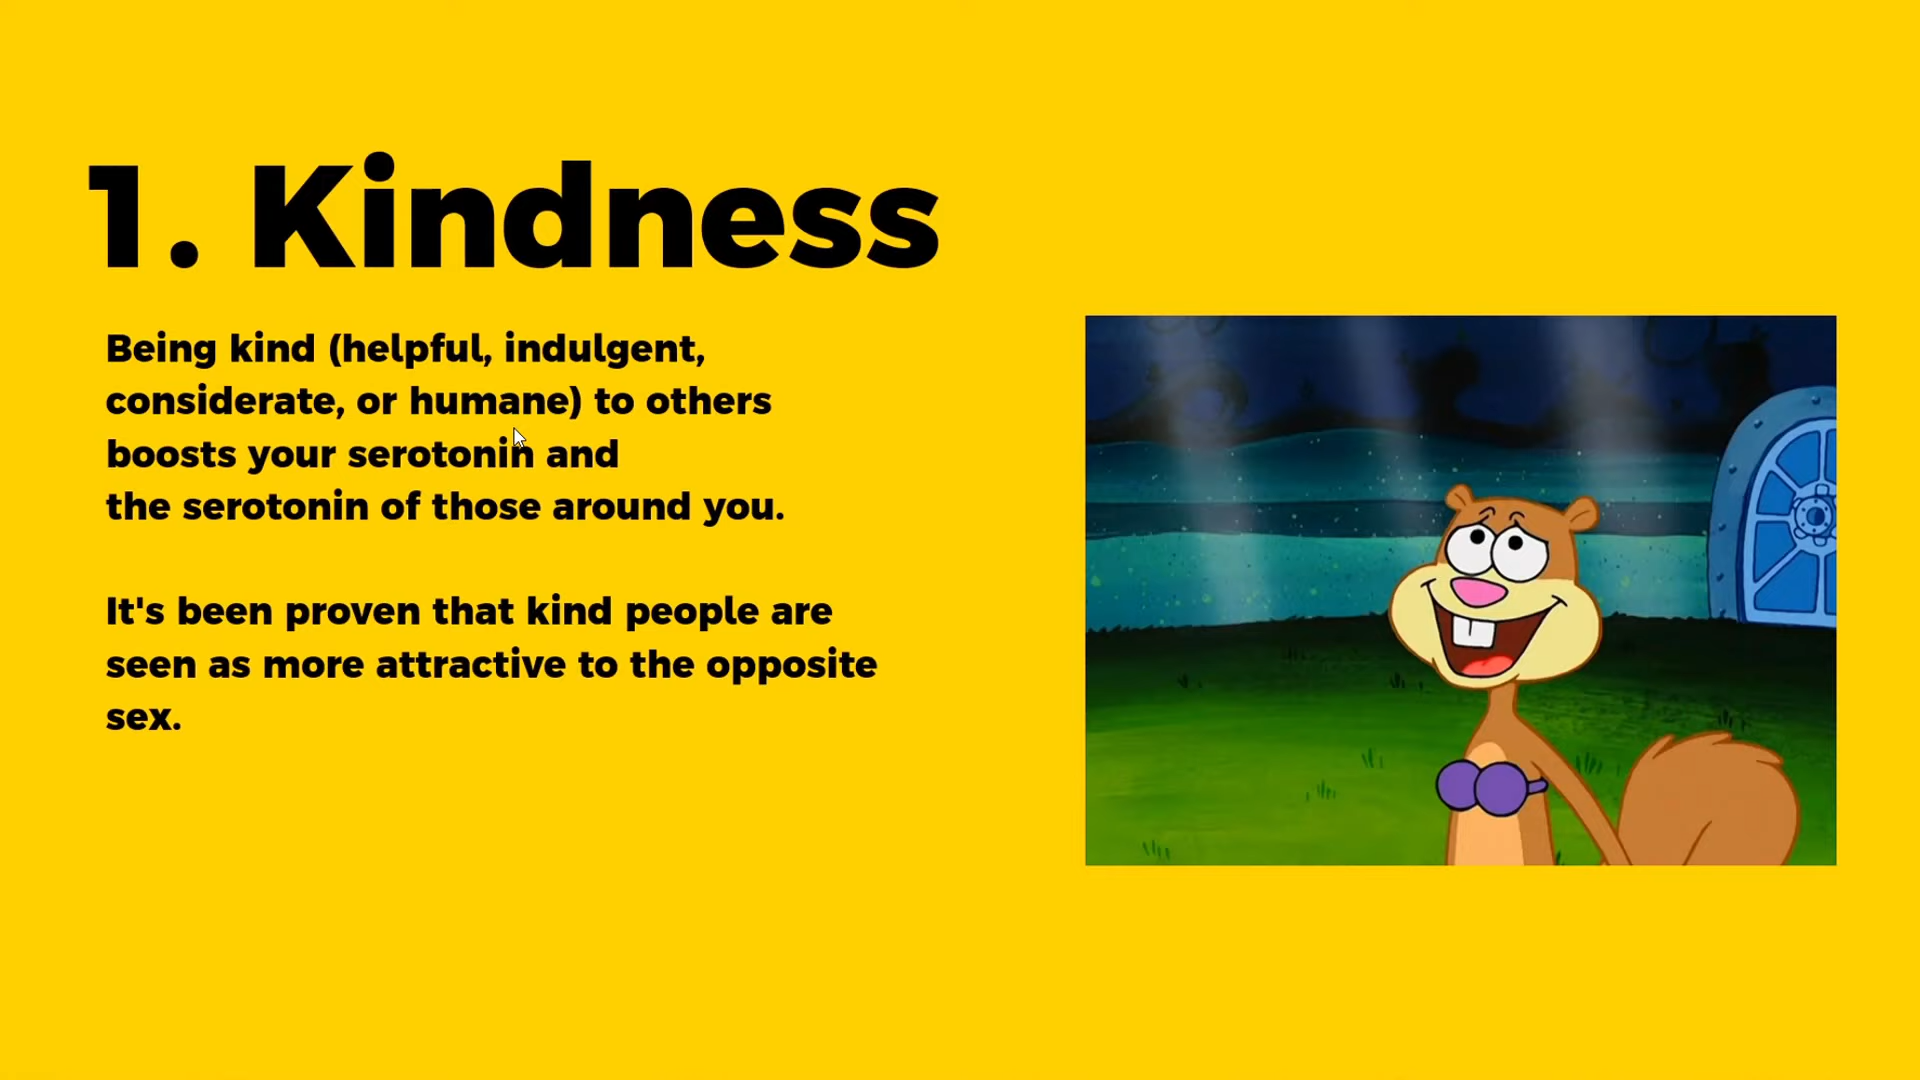 1. Kindness
Being kind (helpful, indulgent,
considerate, or humane) to others
boosts your serotonin and
the serotonin of those around you.
It's been proven that kind people are
seen as more attractive to the opposite
sex.